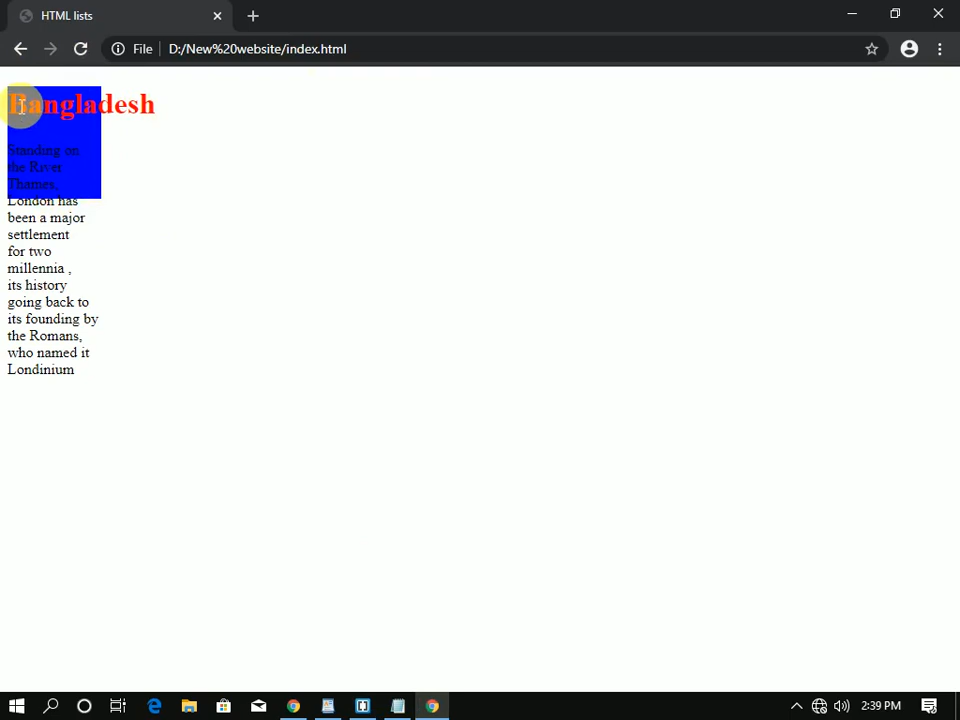 HTML lists
File
D:/New%20website/index.html
Bangladesh
Standing on
the River
Thames,
London has
been a major
settlement
for two
millennia ,
its history
going back to
its founding by
the Romans,
who named it
Londinium
2:39 PM